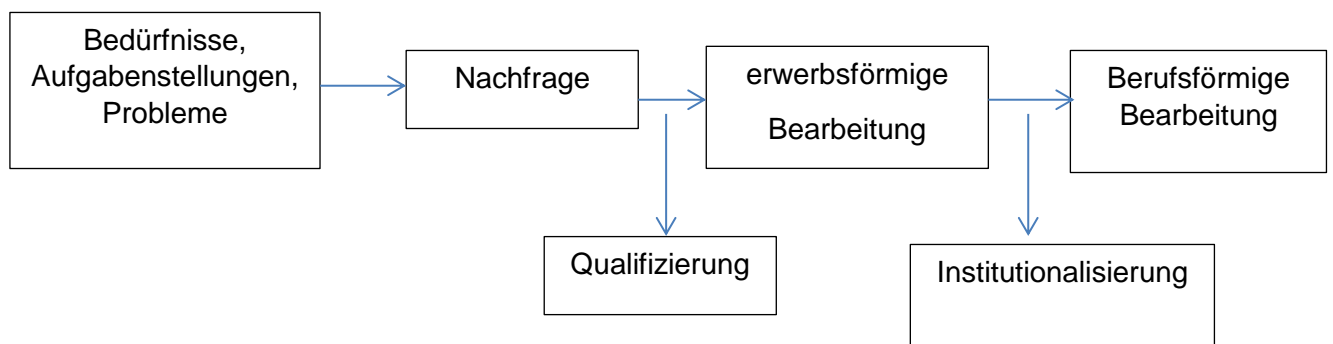 Bedürfnisse,
Aufgabenstellungen,
Probleme
Nachfrage
erwerbsförmige
Bearbeitung
Berufsförmige
Bearbeitung
Qualifizierung
Institutionalisierung